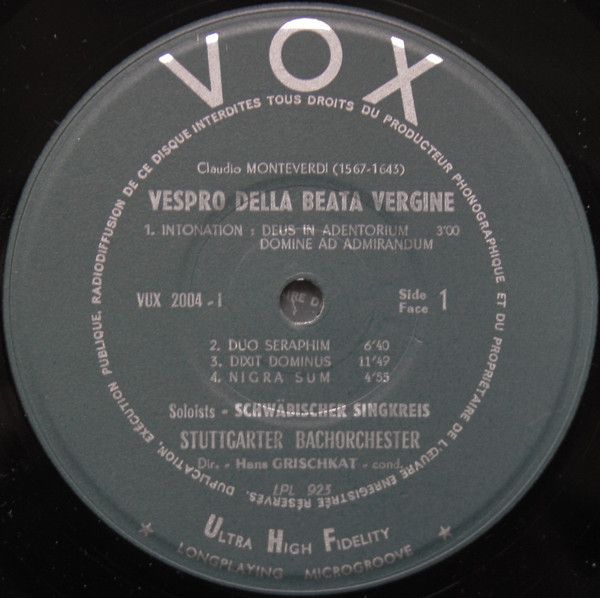 VOX
DUPLICATION, EXÉCUTION PUBLIQUE, RADIODIFFUSION DE CE DISQUE INTERDITES TOUS DROITS DU PRODUCTEUR PHONOGRAPHIQUE ET DU PROPRIÉTAIRE DE L'ŒUVRE ENREGISTRÉE RÉSERVÉS,
Claudio MONTEVERDI (1567-1643)
VESPRO DELLA BEATA VERGINE
1. INTONATION : DEUS IN ADENTORIUM 3'00
DOMINE AD ADMIRANDUM
VUX 2004 - I
Side 1
Face
2. DUO SERAPHIM 6'40
3. DIXIT DOMINUS 11'49
4. NIGRA SUM 4'55
Soloists - SCHWÄBISCHER SINGKREIS
STUTTGARTER BACHORCHESTER
Dir. - Hans GRISCHKAT - cond.
LPL 923
ULTRA HIGH FIDELITY
★ LONGPLAYING MICROGROOVE ★